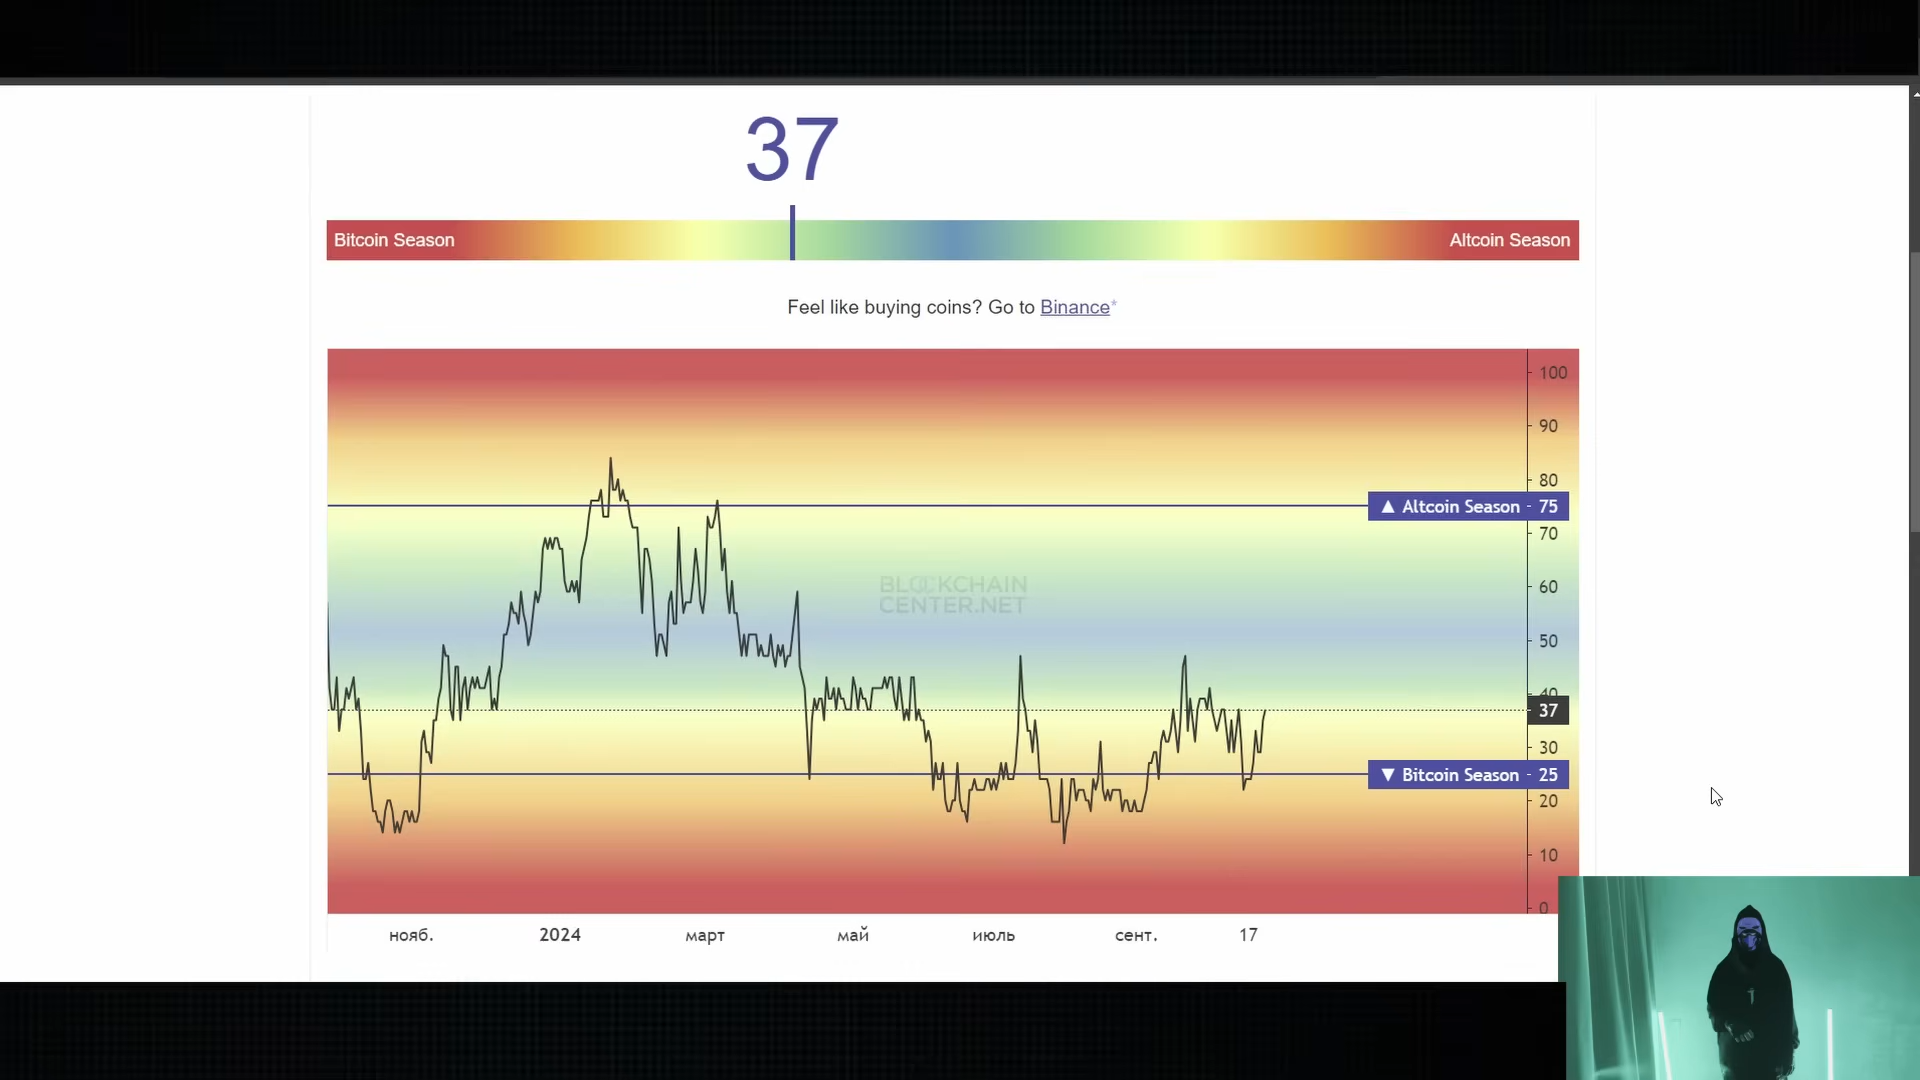 37
Bitcoin Season
Altcoin Season
Feel like buying coins? Go to Binance*
100
90
80
▲ Altcoin Season - 75
70
BLOCKCHAIN
CENTER.NET
60
50
40
37
30
▼ Bitcoin Season - 25
20
10
0
нояб. 2024 март май июль сент. 17